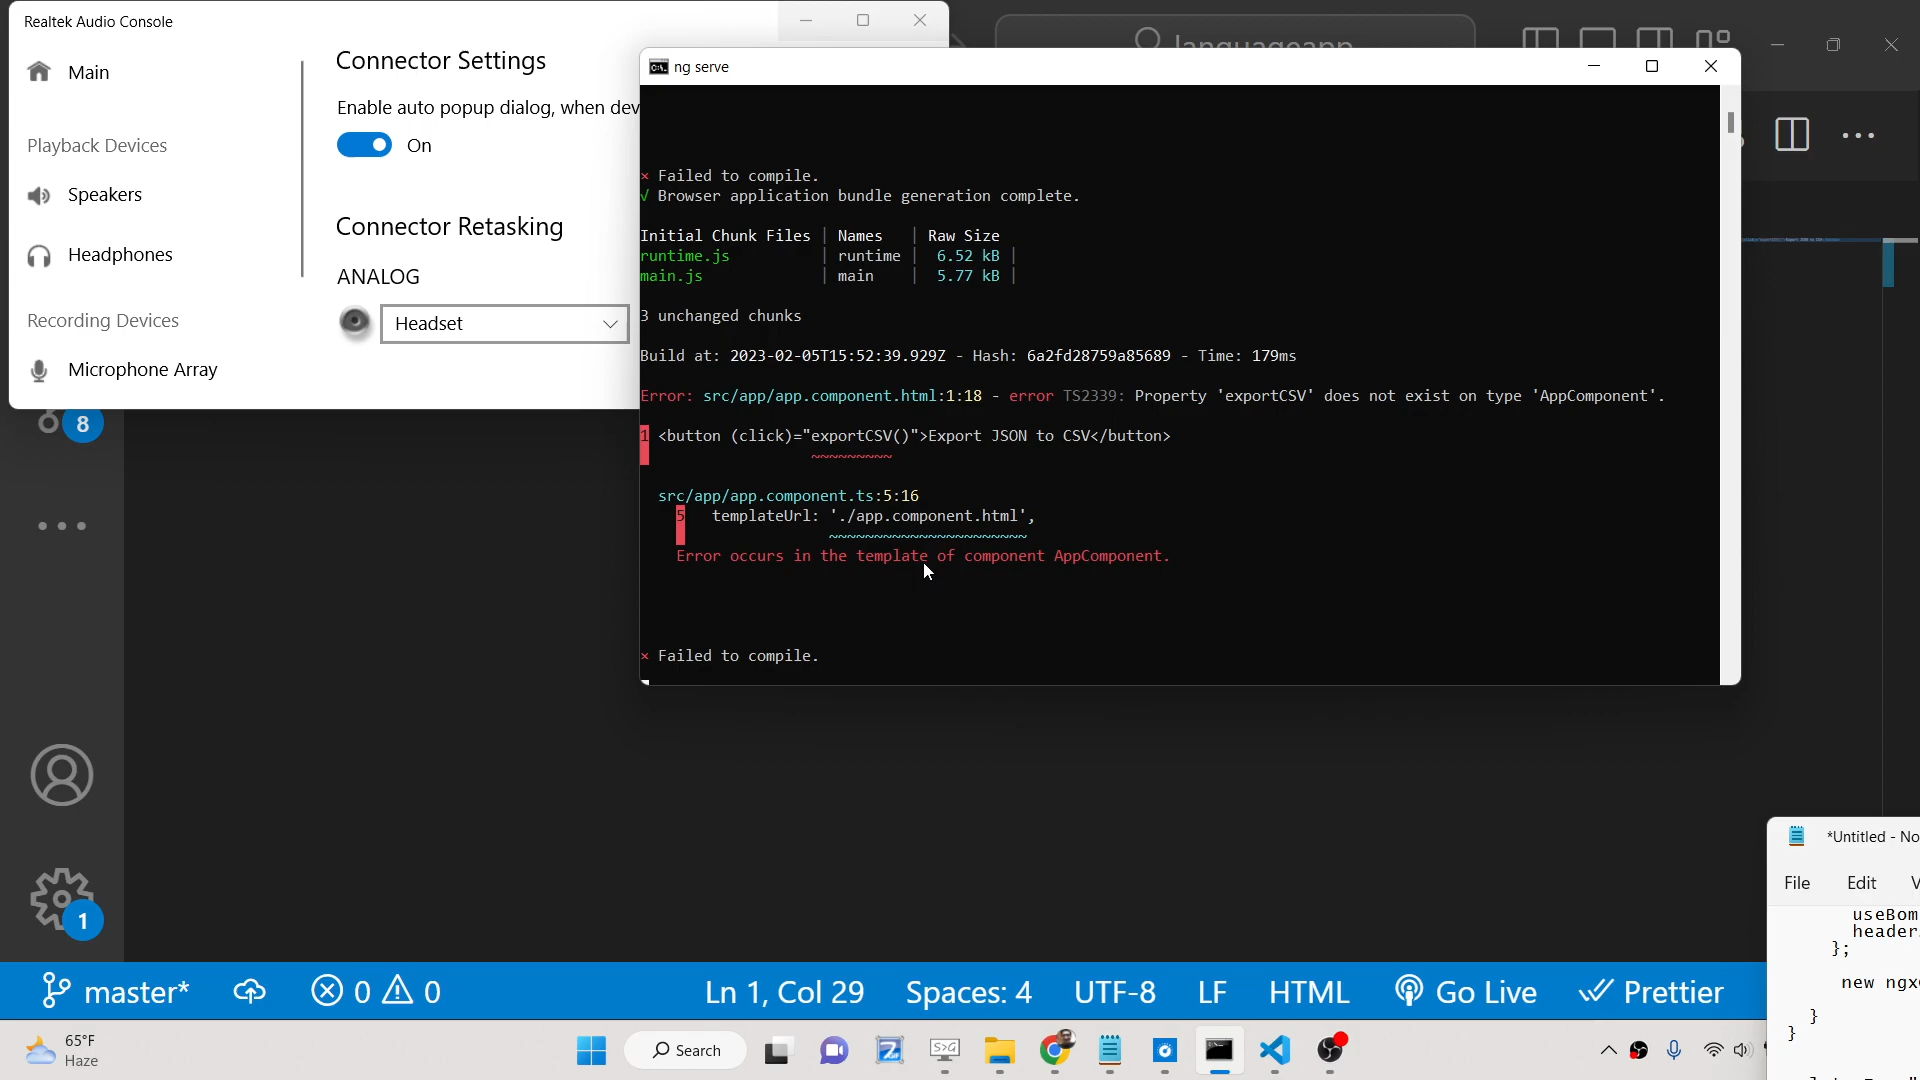 Realtek Audio Console
Main
Playback Devices
Speakers
Headphones
Recording Devices
Microphone Array
Connector Settings
Enable auto popup dialog, when dev
On
Connector Retasking
ANALOG
Headset
languageapp
ng serve
× Failed to compile.
√ Browser application bundle generation complete.
Initial Chunk Files | Names | Raw Size
runtime.js | runtime | 6.52 kB |
main.js | main | 5.77 kB |
3 unchanged chunks
Build at: 2023-02-05T15:52:39.929Z - Hash: 6a2fd28759a85689 - Time: 179ms
Error: src/app/app.component.html:1:18 - error TS2339: Property 'exportCSV' does not exist on type 'AppComponent'.
1 <button (click)="exportCSV()">Export JSON to CSV</button>
~~~~~~~~~
src/app/app.component.ts:5:16
5 templateUrl: './app.component.html',
~~~~~~~~~~~~~~~~~~~~~~
Error occurs in the template of component AppComponent.
× Failed to compile.
8
1
*Untitled - No
File Edit V
useBom
header
};
new ngx
}
}
master* 0 0 Ln 1, Col 29 Spaces: 4 UTF-8 LF HTML Go Live Prettier
65°F
Haze
Search